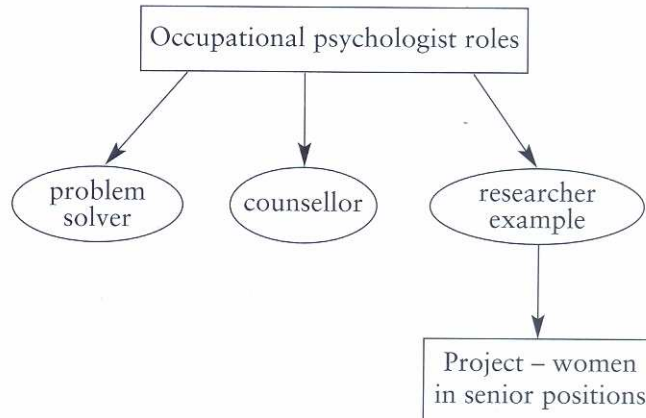 Occupational psychologist roles
problem
solver
counsellor
researcher
example
Project – women
in senior positions